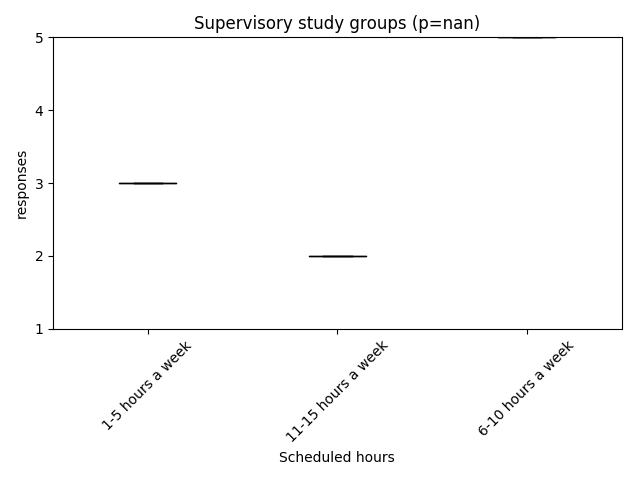 Supervisory study groups (p=nan)
5
4
3
2
1
responses
1-5 hours a week
11-15 hours a week
6-10 hours a week
Scheduled hours